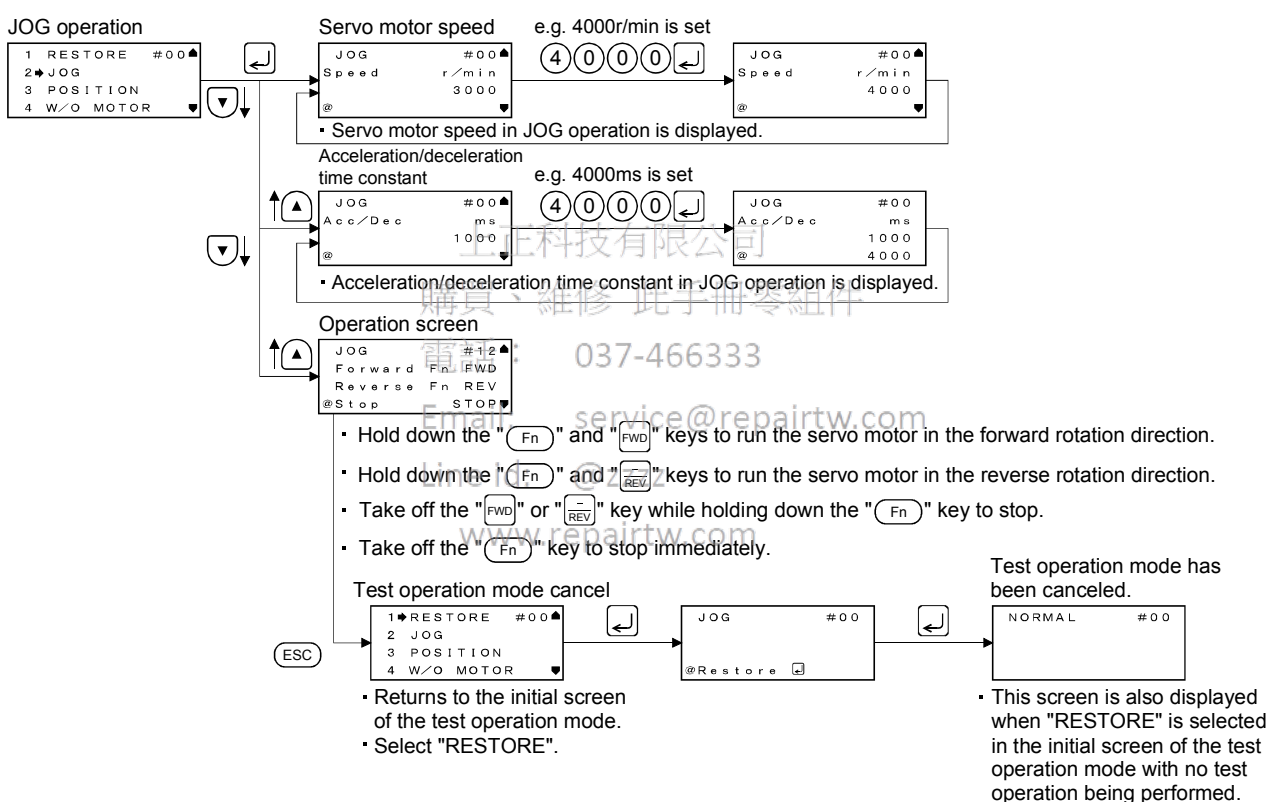 JOG operation
1 RESTORE #00
2 JOG
3 POSITION
4 W/O MOTOR
Servo motor speed
JOG #00
Speed r/min
3000
@
e.g. 4000r/min is set
4 0 0 0
JOG #00
Speed r/min
4000
@
▪ Servo motor speed in JOG operation is displayed.
Acceleration/deceleration
time constant
JOG #00
Acc/Dec ms
1000
@
e.g. 4000ms is set
4 0 0 0
JOG #00
Acc/Dec ms
1000
@ 4000
▪ Acceleration/deceleration time constant in JOG operation is displayed.
Operation screen
JOG #12
Forward Fn FWD
Reverse Fn REV
@Stop STOP
▪ Hold down the "Fn" and "FWD" keys to run the servo motor in the forward rotation direction.
▪ Hold down the "Fn" and "− REV" keys to run the servo motor in the reverse rotation direction.
▪ Take off the "FWD" or "− REV" key while holding down the "Fn" key to stop.
▪ Take off the "Fn" key to stop immediately.
Test operation mode cancel
ESC
1 RESTORE #00
2 JOG
3 POSITION
4 W/O MOTOR
▪ Returns to the initial screen
of the test operation mode.
▪ Select "RESTORE".
JOG #00
@Restore
Test operation mode has
been canceled.
NORMAL #00
▪ This screen is also displayed
when "RESTORE" is selected
in the initial screen of the test
operation mode with no test
operation being performed.
上正科技有限公司
購買、維修 此手冊零組件
電話： 037-466333
Email: service@repairtw.com
Line id: @zzzz
www.repairtw.com